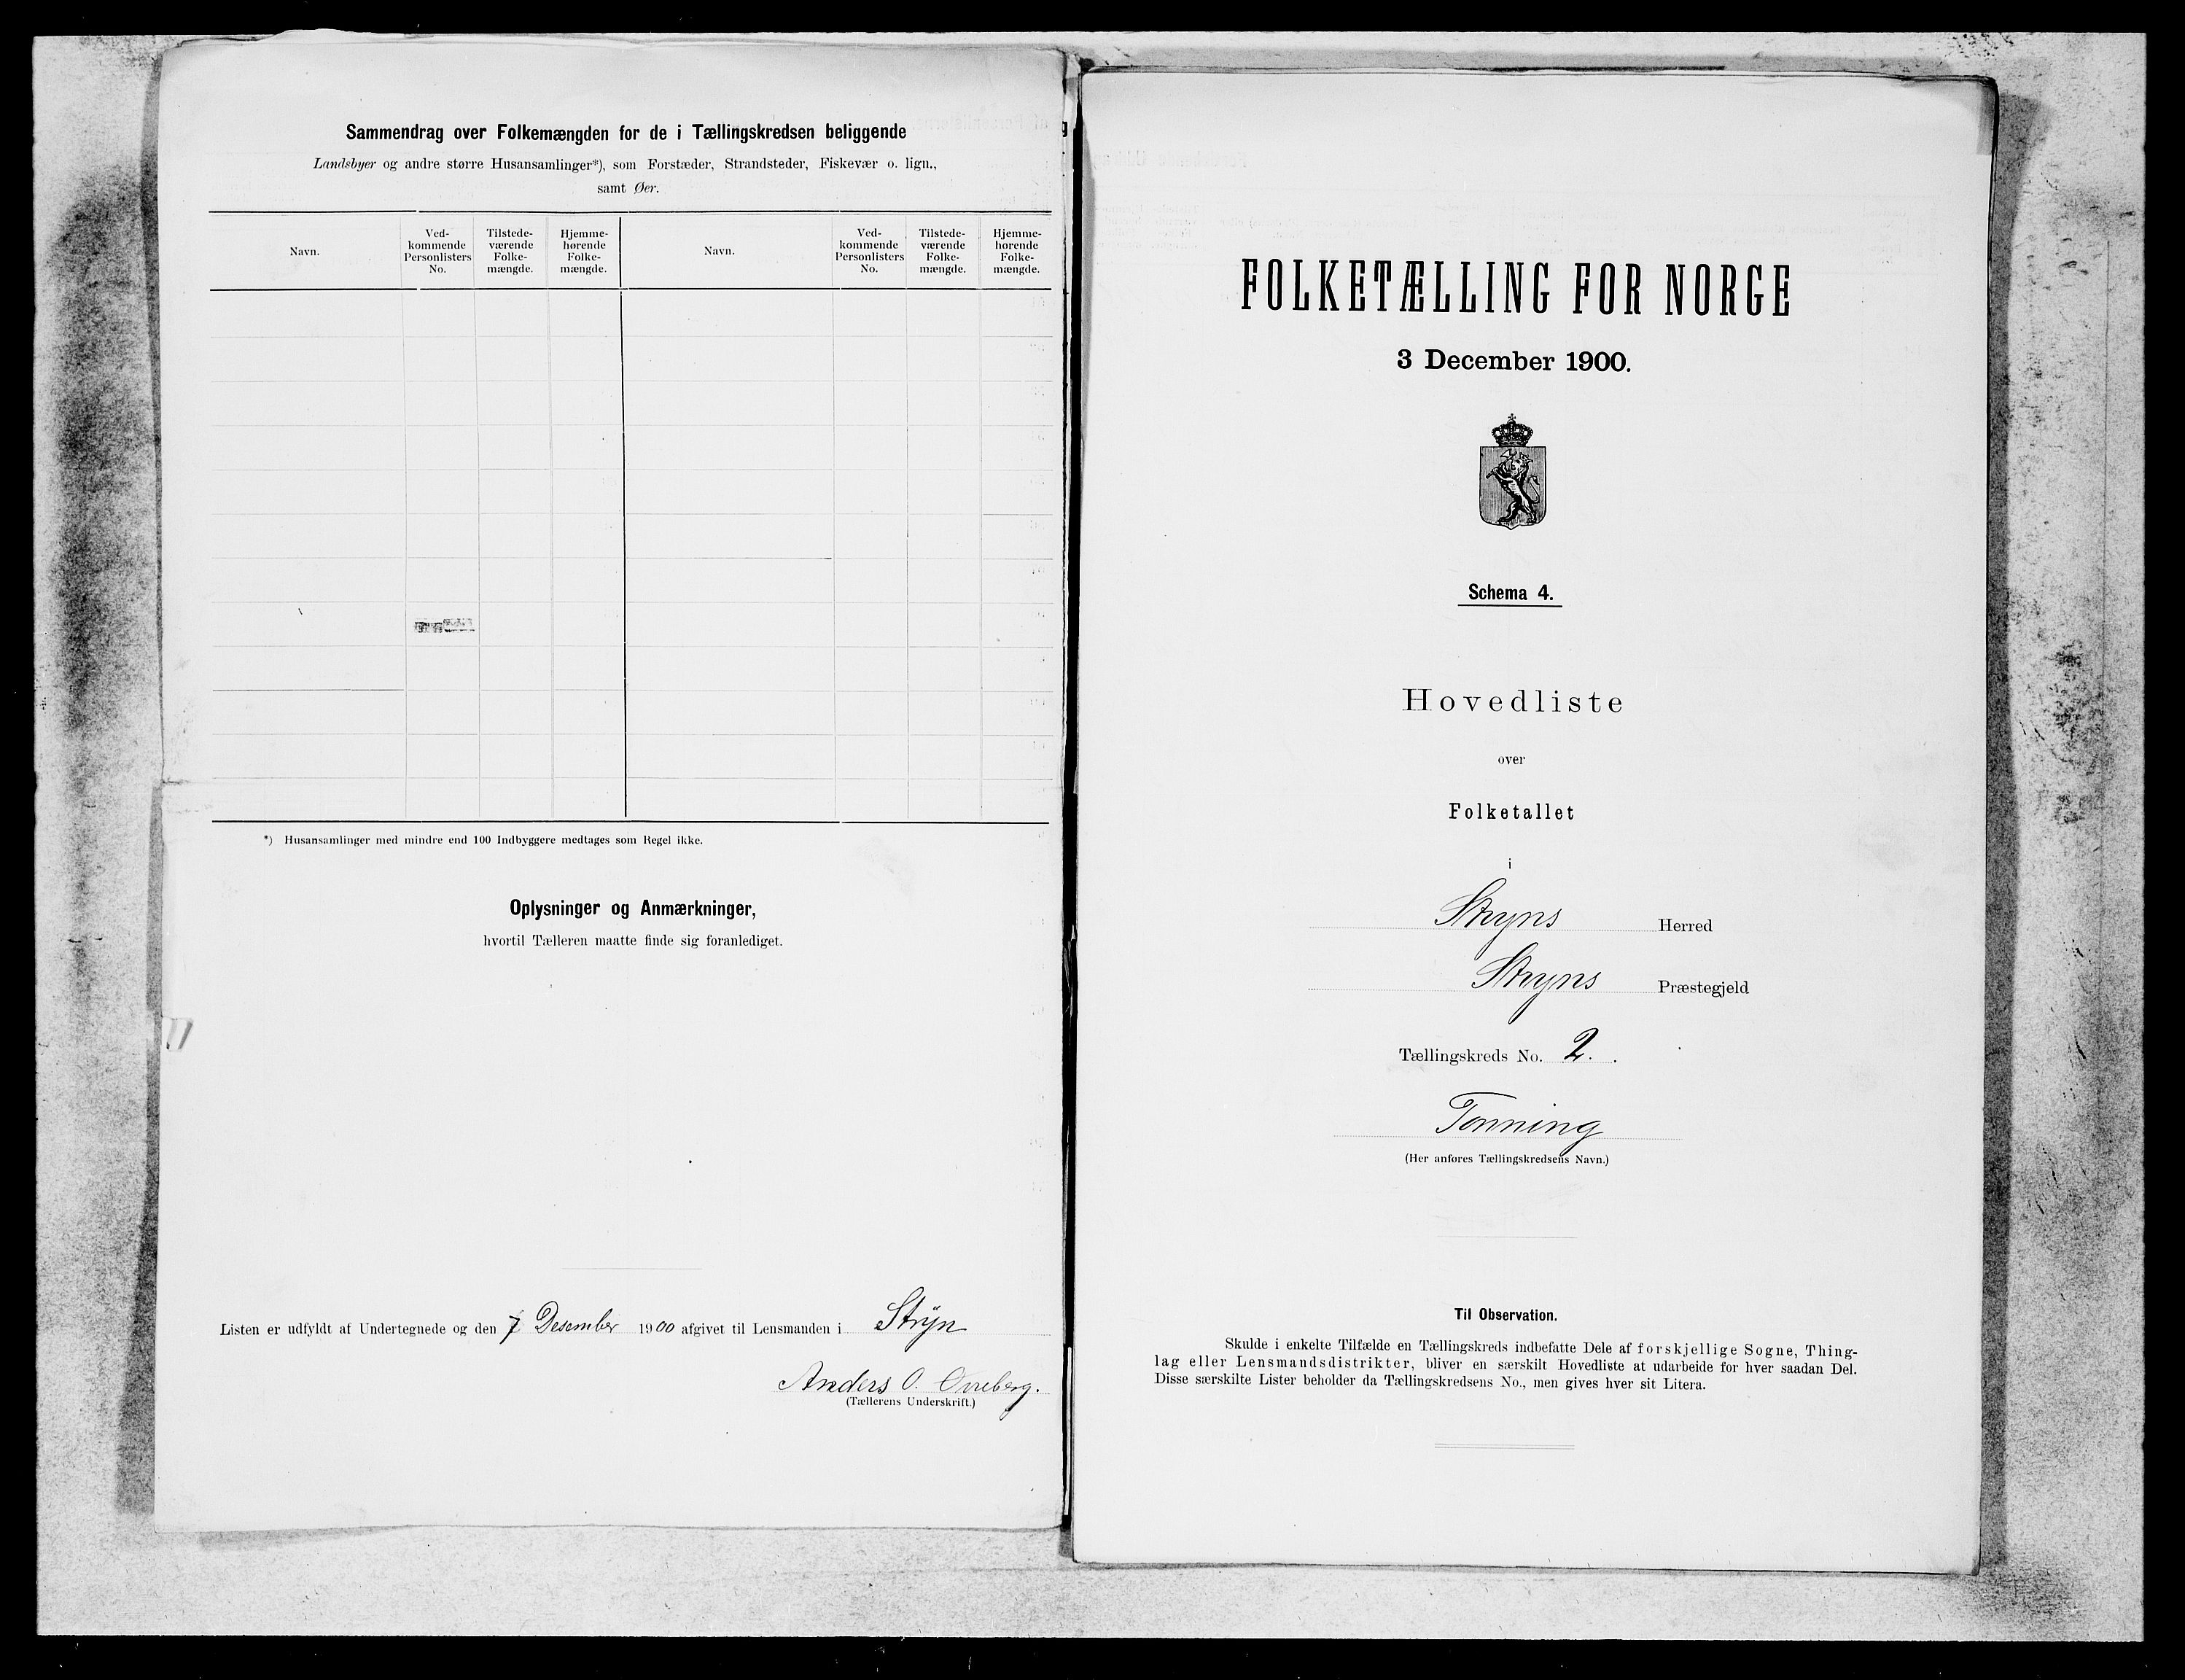 Sammendrag over Folkemængden for de i Tællingskredsen beliggende
Landsbyer og andre større Husansamlinger*), som Forstæder, Strandsteder, Fiskevær o. lign.,
samt Øer.
Navn.
Ved-
kommende
Personlisters
No.
Tilstede-
værende
Folke-
mængde.
Hjemme-
hørende
Folke-
mængde.
Navn.
Ved-
kommende
Personlisters
No.
Tilstede-
værende
Folke-
mængde.
Hjemme-
hørende
Folke-
mængde.
*) Husansamlinger med mindre end 100 Indbyggere medtages som Regel ikke.
Oplysninger og Anmærkninger,
hvortil Tælleren maatte finde sig foranlediget.
Listen er udfyldt af Undertegnede og den 7 Desember 1900 afgivet til Lensmanden i Stryn
Anders O. Ovreberg.
(Tællerens Underskrift.)
FOLKETÆLLING FOR NORGE
3 December 1900.
Schema 4.
Hovedliste
over
Folketallet
i
Stryns Herred
Stryns Præstegjeld
Tællingskreds No. 2.
Tonning
(Her anføres Tællingskredsens Navn.)
Til Observation.
Skulde i enkelte Tilfælde en Tællingskreds indbefatte Dele af forskjellige Sogne, Thing-
lag eller Lensmandsdistrikter, bliver en særskilt Hovedliste at udarbeide for hver saadan Del.
Disse særskilte Lister beholder da Tællingskredsens No., men gives hver sit Litera.